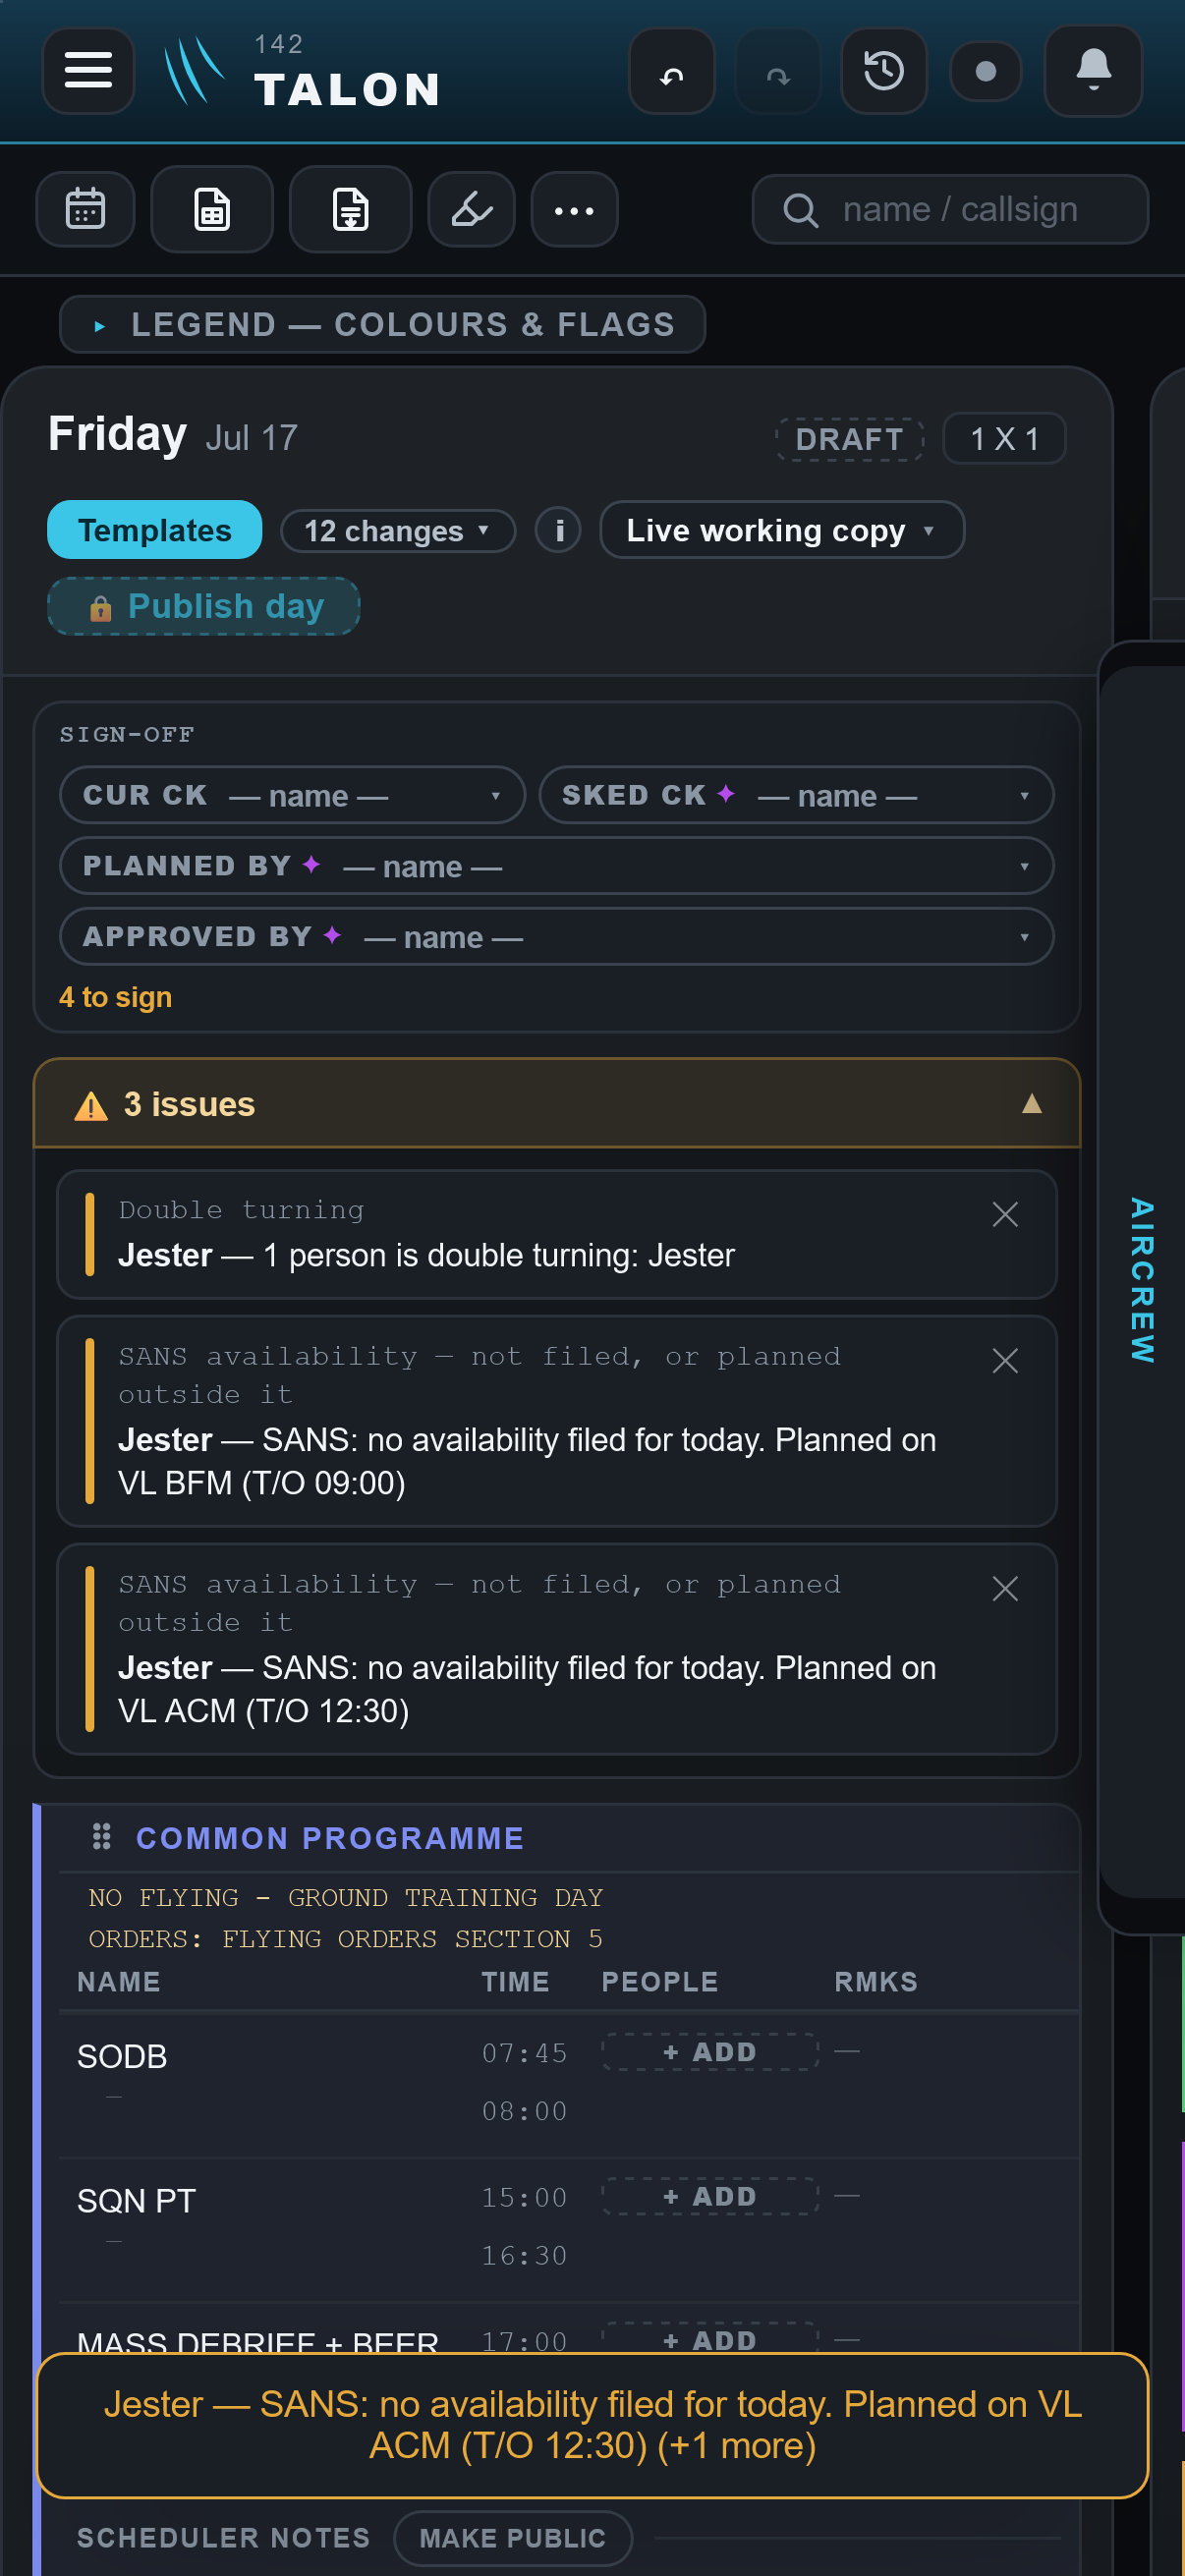 142
TALON
name / callsign
▸ LEGEND — COLOURS & FLAGS
Friday Jul 17
DRAFT
1 X 1
Templates
12 changes ▾
i
Live working copy ▾
Publish day
SIGN-OFF
CUR CK — name —
SKED CK ✦ — name —
PLANNED BY ✦ — name —
APPROVED BY ✦ — name —
4 to sign
⚠️ 3 issues ▲
Double turning
Jester — 1 person is double turning: Jester
SANS availability — not filed, or planned
outside it
Jester — SANS: no availability filed for today. Planned on
VL BFM (T/O 09:00)
SANS availability — not filed, or planned
outside it
Jester — SANS: no availability filed for today. Planned on
VL ACM (T/O 12:30)
AIRCREW
COMMON PROGRAMME
NO FLYING - GROUND TRAINING DAY
ORDERS: FLYING ORDERS SECTION 5
NAME TIME PEOPLE RMKS
SODB 07:45 + ADD —
— 08:00
SQN PT 15:00 + ADD —
— 16:30
MASS DEBRIEF + BEER 17:00 + ADD —
Jester — SANS: no availability filed for today. Planned on VL
ACM (T/O 12:30) (+1 more)
SCHEDULER NOTES MAKE PUBLIC